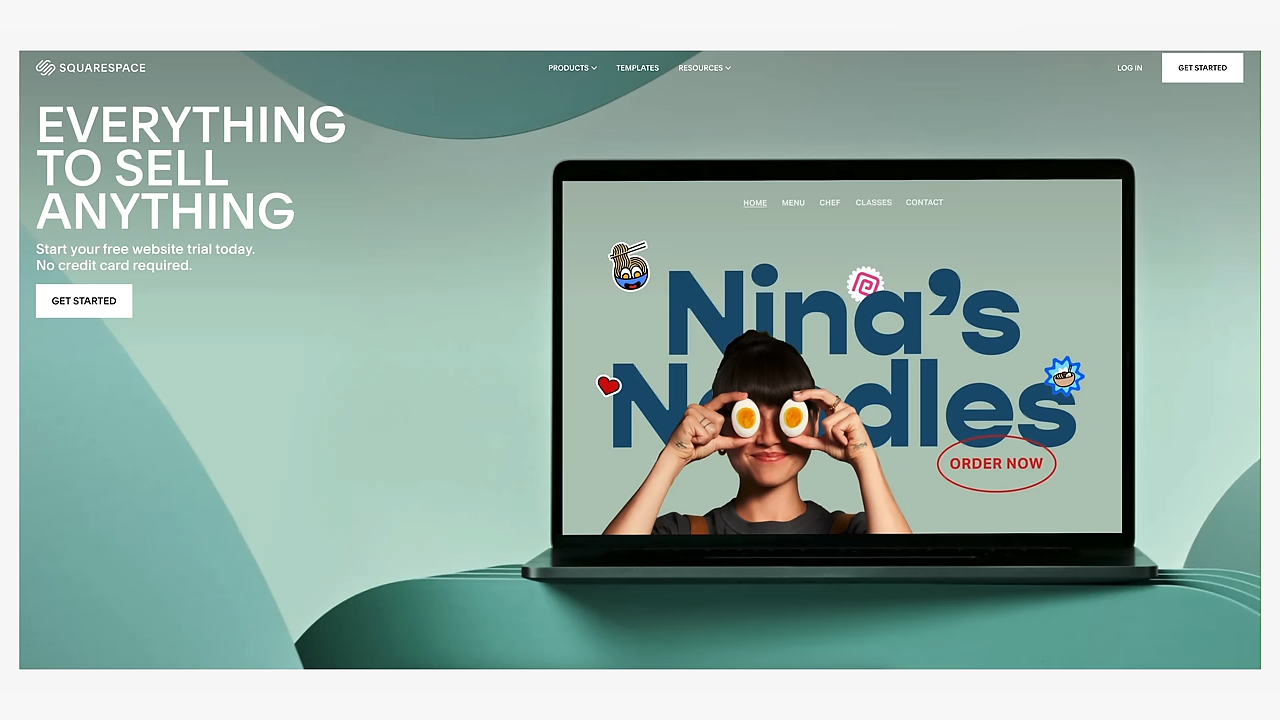 SQUARESPACE
PRODUCTS
TEMPLATES
RESOURCES
LOG IN
GET STARTED
EVERYTHING
TO SELL
ANYTHING
Start your free website trial today.
No credit card required.
GET STARTED
HOME
MENU
CHEF
CLASSES
CONTACT
Nina's
Noodles
ORDER NOW